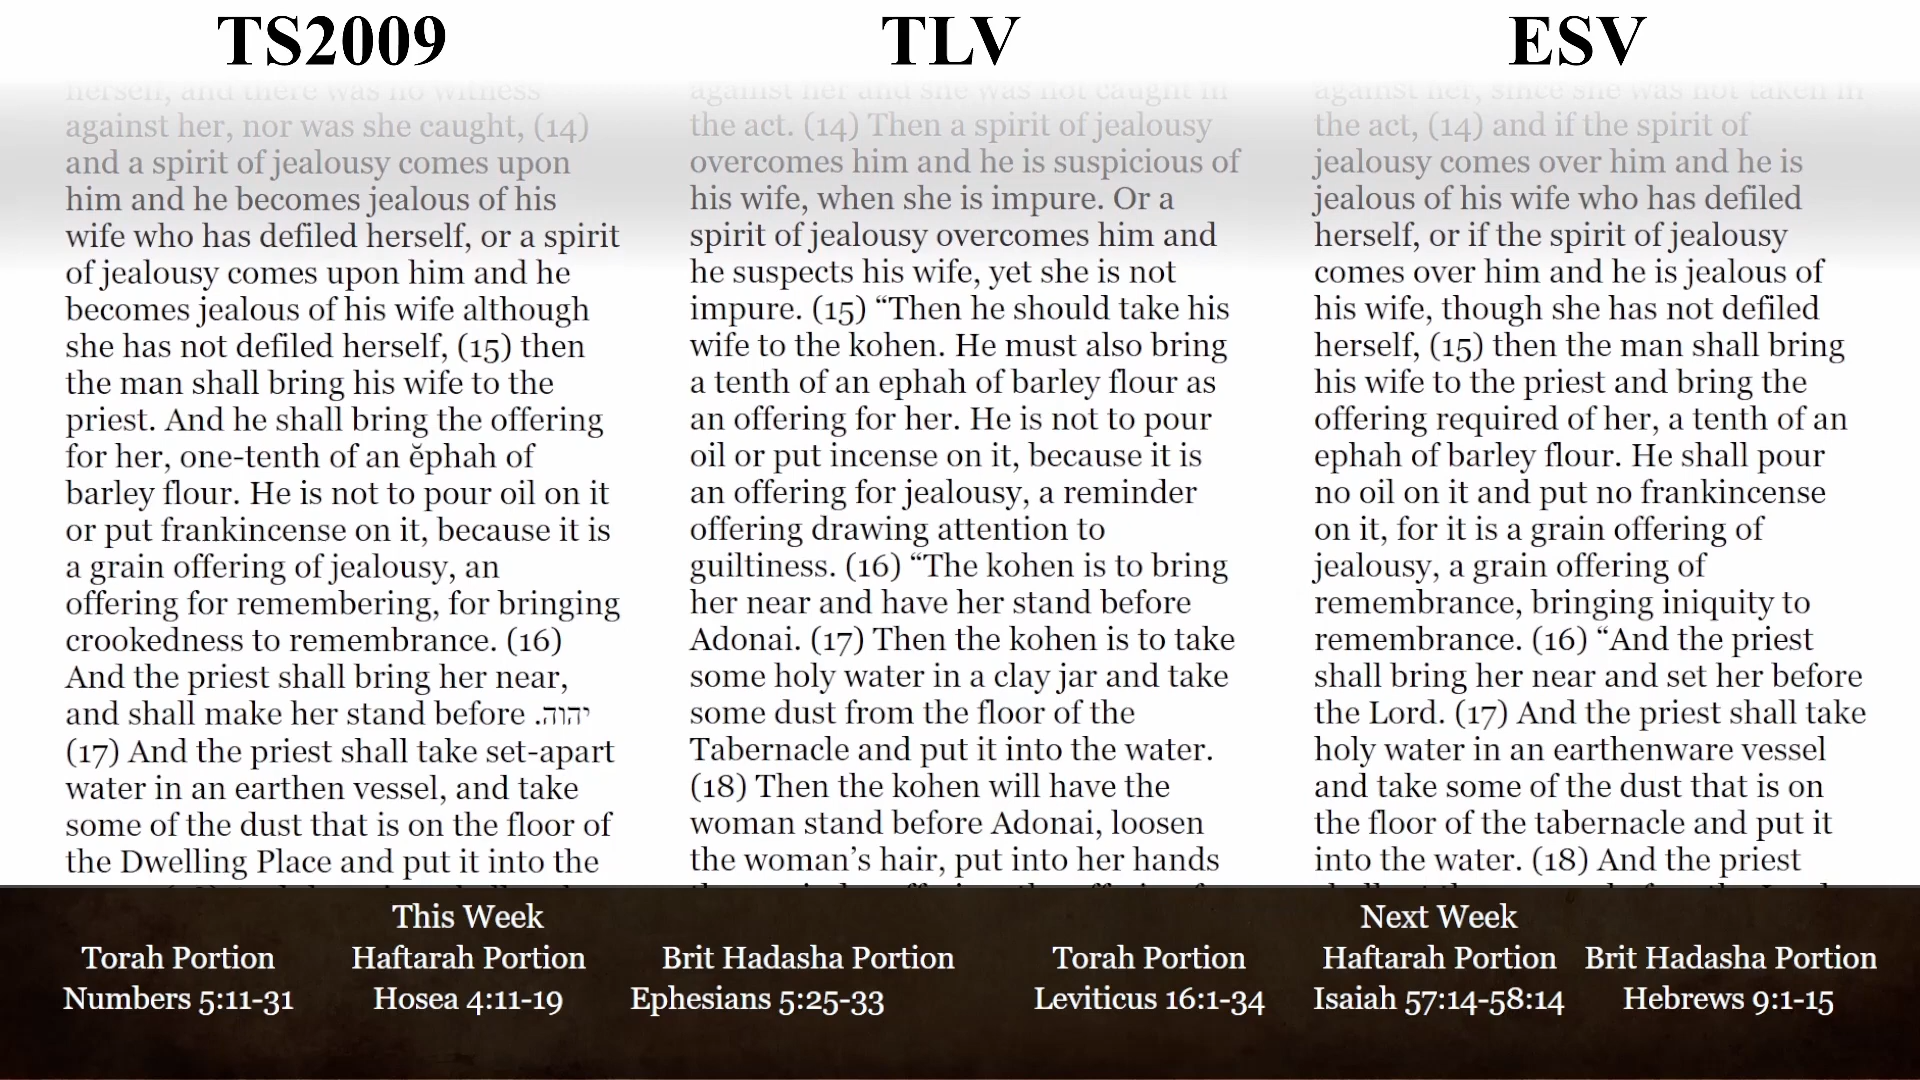 TS2009
herself, and there was no witness
against her, nor was she caught, (14)
and a spirit of jealousy comes upon
him and he becomes jealous of his
wife who has defiled herself, or a spirit
of jealousy comes upon him and he
becomes jealous of his wife although
she has not defiled herself, (15) then
the man shall bring his wife to the
priest. And he shall bring the offering
for her, one-tenth of an ĕphah of
barley flour. He is not to pour oil on it
or put frankincense on it, because it is
a grain offering of jealousy, an
offering for remembering, for bringing
crookedness to remembrance. (16)
And the priest shall bring her near,
and shall make her stand before יהוה.
(17) And the priest shall take set-apart
water in an earthen vessel, and take
some of the dust that is on the floor of
the Dwelling Place and put it into the
TLV
against her and she was not caught in
the act. (14) Then a spirit of jealousy
overcomes him and he is suspicious of
his wife, when she is impure. Or a
spirit of jealousy overcomes him and
he suspects his wife, yet she is not
impure. (15) “Then he should take his
wife to the kohen. He must also bring
a tenth of an ephah of barley flour as
an offering for her. He is not to pour
oil or put incense on it, because it is
an offering for jealousy, a reminder
offering drawing attention to
guiltiness. (16) “The kohen is to bring
her near and have her stand before
Adonai. (17) Then the kohen is to take
some holy water in a clay jar and take
some dust from the floor of the
Tabernacle and put it into the water.
(18) Then the kohen will have the
woman stand before Adonai, loosen
the woman’s hair, put into her hands
ESV
against her, since she was not taken in
the act, (14) and if the spirit of
jealousy comes over him and he is
jealous of his wife who has defiled
herself, or if the spirit of jealousy
comes over him and he is jealous of
his wife, though she has not defiled
herself, (15) then the man shall bring
his wife to the priest and bring the
offering required of her, a tenth of an
ephah of barley flour. He shall pour
no oil on it and put no frankincense
on it, for it is a grain offering of
jealousy, a grain offering of
remembrance, bringing iniquity to
remembrance. (16) “And the priest
shall bring her near and set her before
the Lord. (17) And the priest shall take
holy water in an earthenware vessel
and take some of the dust that is on
the floor of the tabernacle and put it
into the water. (18) And the priest
This Week
Torah Portion Haftarah Portion Brit Hadasha Portion
Numbers 5:11-31 Hosea 4:11-19 Ephesians 5:25-33
Next Week
Torah Portion Haftarah Portion Brit Hadasha Portion
Leviticus 16:1-34 Isaiah 57:14-58:14 Hebrews 9:1-15